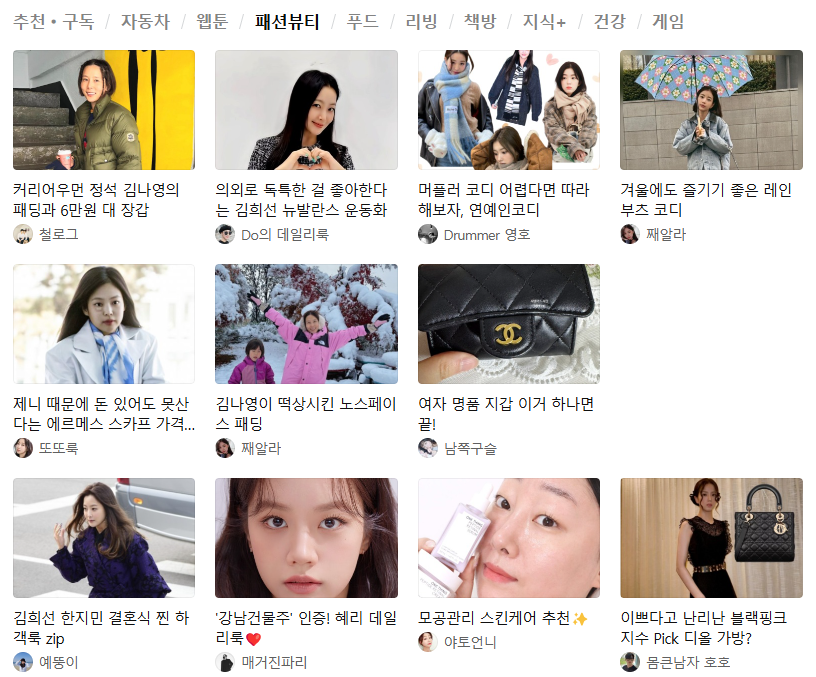 추천•구독 / 자동차 / 웹툰 / 패션뷰티 / 푸드 / 리빙 / 책방 / 지식+ / 건강 / 게임
커리어우먼 정석 김나영의
패딩과 6만원 대 장갑
철로그
의외로 독특한 걸 좋아한다
는 김희선 뉴발란스 운동화
Do의 데일리룩
머플러 코디 어렵다면 따라
해보자, 연예인코디
Drummer 영호
겨울에도 즐기기 좋은 레인
부츠 코디
째알라
제니 때문에 돈 있어도 못산
다는 에르메스 스카프 가격...
또또룩
김나영이 떡상시킨 노스페이
스 패딩
째알라
여자 명품 지갑 이거 하나면
끝!
남쪽구슬
김희선 한지민 결혼식 찐 하
객룩 zip
예뚱이
'강남건물주' 인증! 혜리 데일
리룩❤️
매거진파리
모공관리 스킨케어 추천✨
야토언니
이쁘다고 난리난 블랙핑크
지수 Pick 디올 가방?
몸큰남자 호호